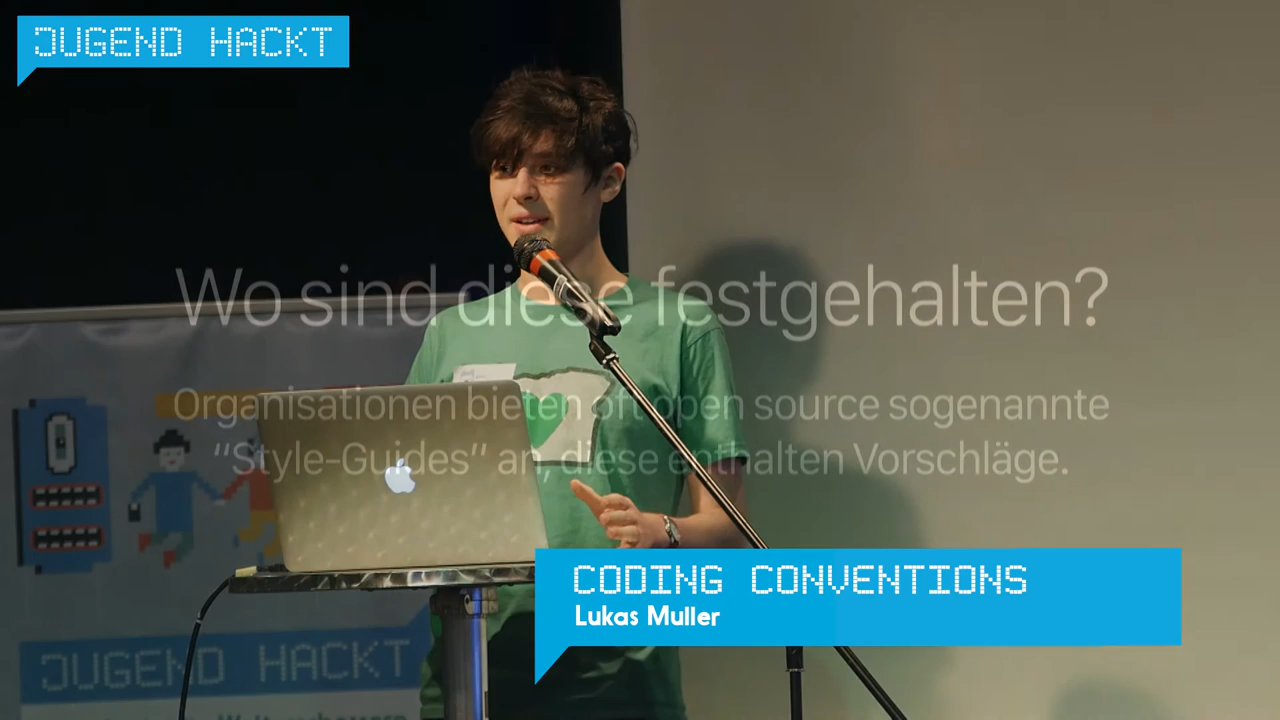 JUGEND HACKT
Wo sind diese festgehalten?
Organisationen bieten oft open source sogenannte
“Style-Guides” an, diese enthalten Vorschläge.
CODING CONVENTIONS
Lukas Muller
JUGEND HACKT